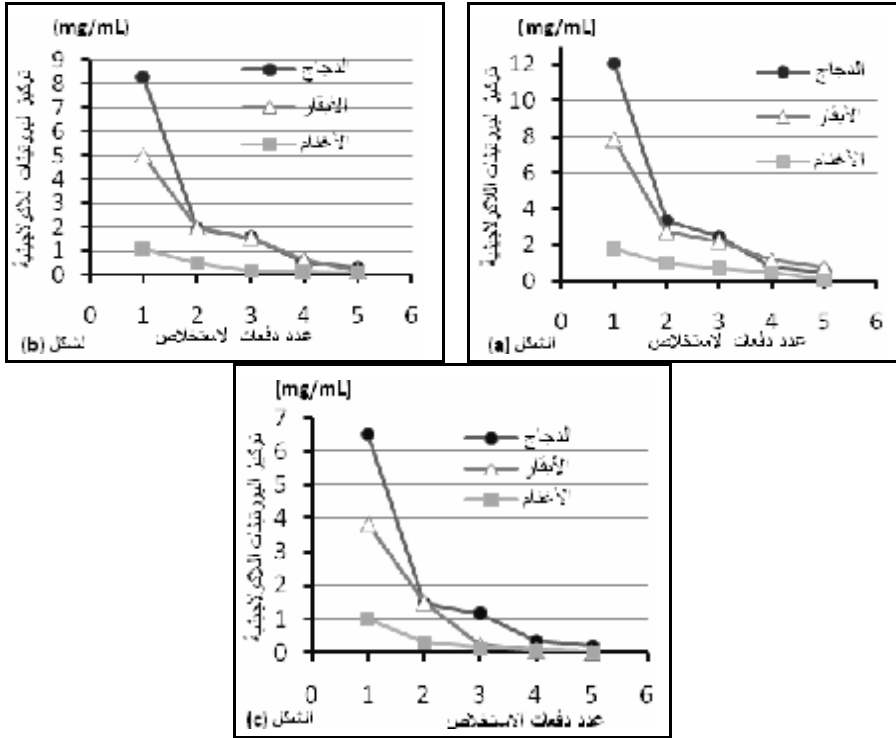 (mg/mL)
تركيز البروتينات اللاكولاجينية
9
8
7
6
5
4
3
2
1
0
الدجاج
الأبقار
الأغنام
0 1 2 3 4 5 6
عدد دفعات الاستخلاص
الشكل (b)
[mg/mL]
تركيز البروتينات اللاكولاجينية
12
10
8
6
4
2
0
الدجاج
الأبقار
الأغنام
0 1 2 3 4 5 6
عدد دفعات الاستخلاص
الشكل (a)
[mg/mL]
تركيز البروتينات اللاكولاجينية
7
6
5
4
3
2
1
0
الدجاج
الأبقار
الأغنام
0 1 2 3 4 5 6
عدد دفعات الاستخلاص
الشكل (c)